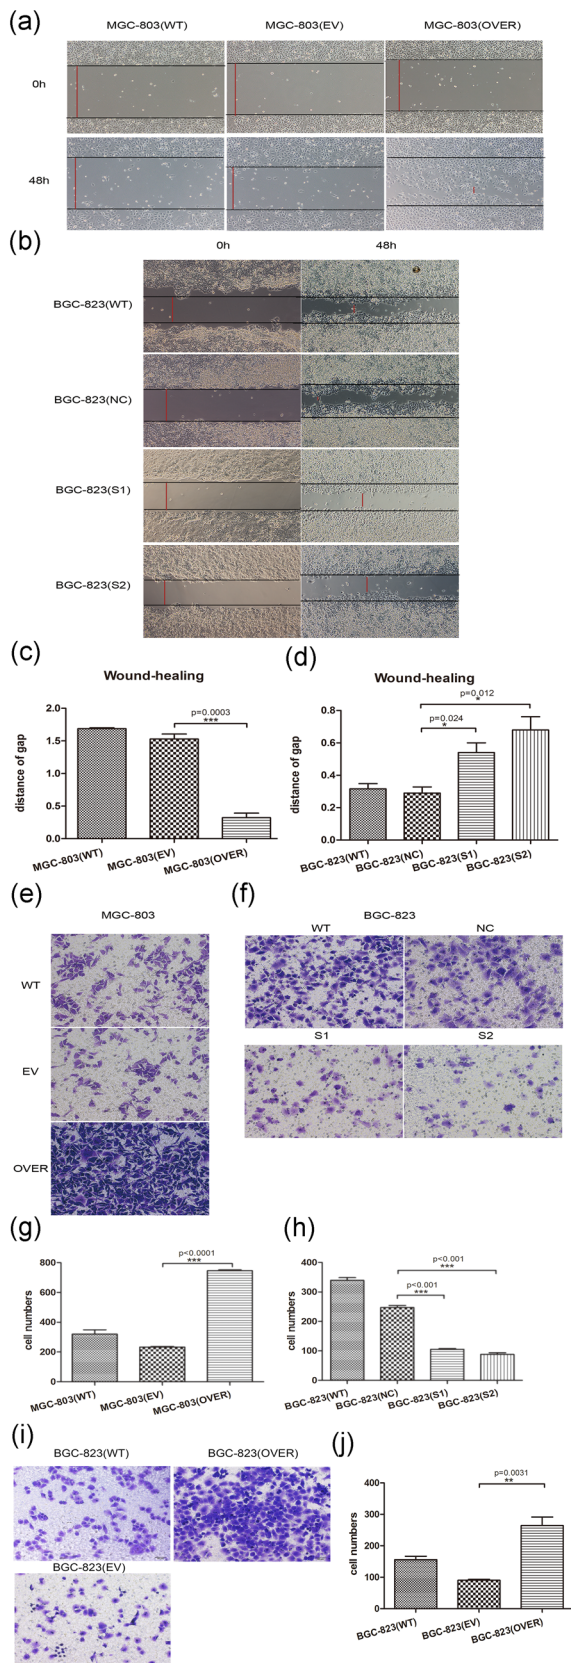 (a)
MGC-803(WT) MGC-803(EV) MGC-803(OVER)
0h
48h
(b)
0h 48h
BGC-823(WT)
BGC-823(NC)
BGC-823(S1)
BGC-823(S2)
(c)
Wound-healing
distance of gap
2.0
1.5
1.0
0.5
0.0
p=0.0003
***
MGC-803(WT)
MGC-803(EV)
MGC-803(OVER)
(d)
Wound-healing
distance of gap
0.8
0.6
0.4
0.2
0.0
p=0.012
*
p=0.024
*
BGC-823(WT)
BGC-823(NC)
BGC-823(S1)
BGC-823(S2)
(e)
MGC-803
WT
EV
OVER
(f)
BGC-823
WT NC
S1 S2
(g)
cell numbers
800
600
400
200
0
p<0.0001
***
MGC-803(WT)
MGC-803(EV)
MGC-803(OVER)
(h)
cell numbers
400
300
200
100
0
p<0.001
***
p<0.001
***
BGC-823(WT)
BGC-823(NC)
BGC-823(S1)
BGC-823(S2)
(i)
BGC-823(WT) BGC-823(OVER)
BGC-823(EV)
(j)
cell numbers
400
300
200
100
0
p=0.0031
**
BGC-823(WT)
BGC-823(EV)
BGC-823(OVER)